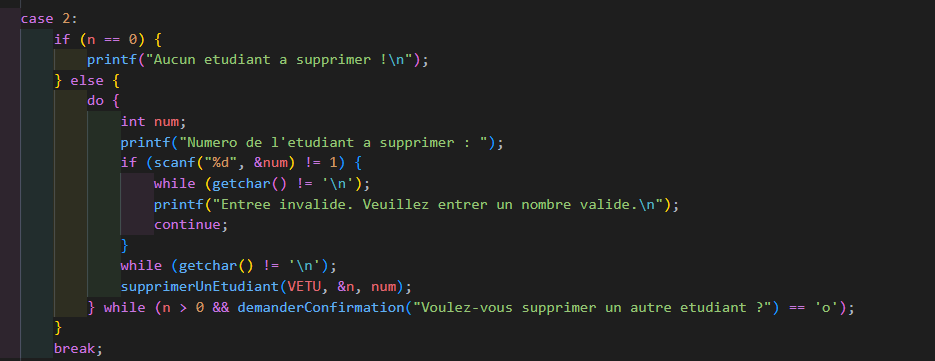 case 2:
if (n == 0) {
printf("Aucun etudiant a supprimer !\n");
} else {
do {
int num;
printf("Numero de l'etudiant a supprimer : ");
if (scanf("%d", &num) != 1) {
while (getchar() != '\n');
printf("Entree invalide. Veuillez entrer un nombre valide.\n");
continue;
}
while (getchar() != '\n');
supprimerUnEtudiant(VETU, &n, num);
} while (n > 0 && demanderConfirmation("Voulez-vous supprimer un autre etudiant ?") == 'o');
}
break;